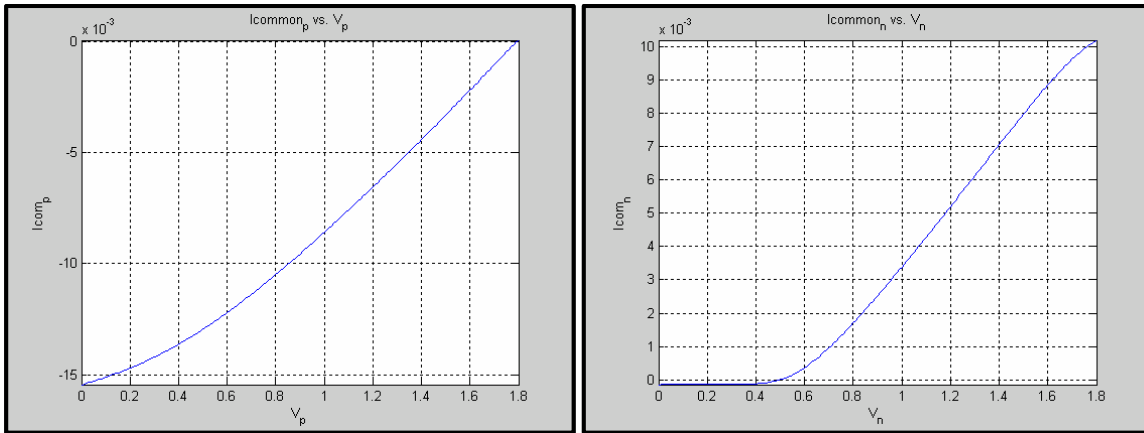 Icommon_p vs. V_p
x 10^-3
0
-5
-10
-15
Icom_p
0 0.2 0.4 0.6 0.8 1 1.2 1.4 1.6 1.8
V_p
Icommon_n vs. V_n
x 10^-3
10
9
8
7
6
5
4
3
2
1
0
Icom_n
0 0.2 0.4 0.6 0.8 1 1.2 1.4 1.6 1.8
V_n